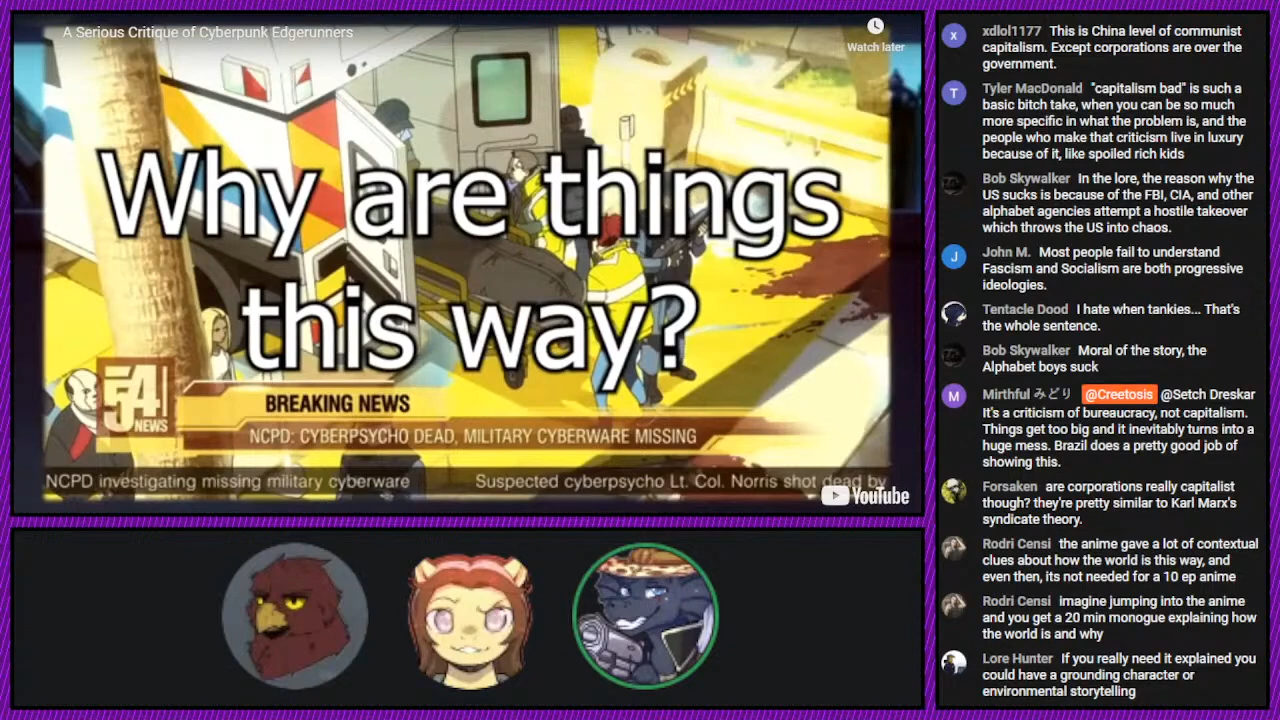 A Serious Critique of Cyberpunk Edgerunners
Watch later
Why are things
this way?
54
NEWS
BREAKING NEWS
NCPD: CYBERPSYCHO DEAD, MILITARY CYBERWARE MISSING
NCPD investigating missing military cyberware
Suspected cyberpsycho Lt. Col. Norris shot dead by
YouTube
X
xdlol1177 This is China level of communist
capitalism. Except corporations are over the
government.
T
Tyler MacDonald "capitalism bad" is such a
basic bitch take, when you can be so much
more specific in what the problem is, and the
people who make that criticism live in luxury
because of it, like spoiled rich kids
Bob Skywalker In the lore, the reason why the
US sucks is because of the FBI, CIA, and other
alphabet agencies attempt a hostile takeover
which throws the US into chaos.
J
John M. Most people fail to understand
Fascism and Socialism are both progressive
ideologies.
Tentacle Dood I hate when tankies... That's
the whole sentence.
Bob Skywalker Moral of the story, the
Alphabet boys suck
M
Mirthful みどり @Creetosis @Setch Dreskar
It's a criticism of bureaucracy, not capitalism.
Things get too big and it inevitably turns into a
huge mess. Brazil does a pretty good job of
showing this.
Forsaken are corporations really capitalist
though? they're pretty similar to Karl Marx's
syndicate theory.
Rodri Censi the anime gave a lot of contextual
clues about how the world is this way, and
even then, its not needed for a 10 ep anime
Rodri Censi imagine jumping into the anime
and you get a 20 min monogue explaining how
the world is and why
Lore Hunter If you really need it explained you
could have a grounding character or
environmental storytelling